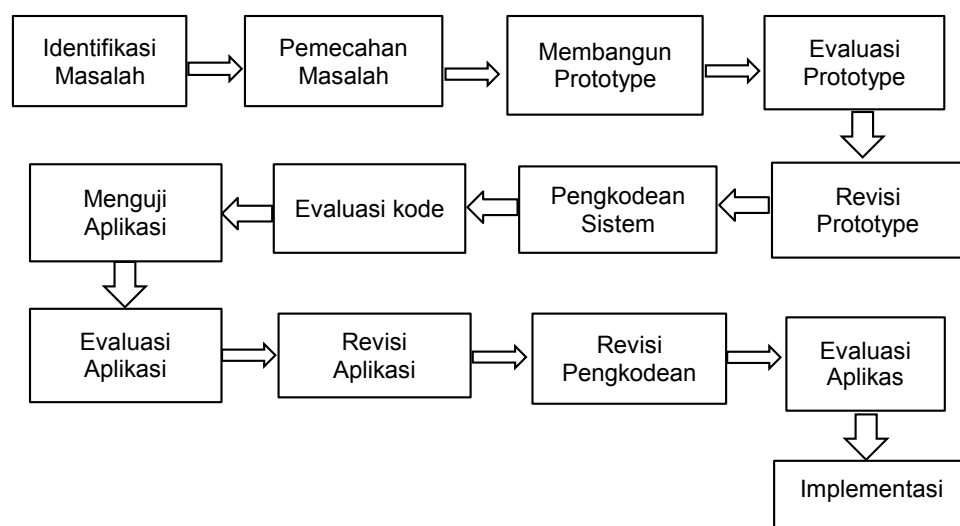 Identifikasi
Masalah
Pemecahan
Masalah
Membangun
Prototype
Evaluasi
Prototype
Revisi
Prototype
Pengkodean
Sistem
Evaluasi kode
Menguji
Aplikasi
Evaluasi
Aplikasi
Revisi
Aplikasi
Revisi
Pengkodean
Evaluasi
Aplikas
Implementasi